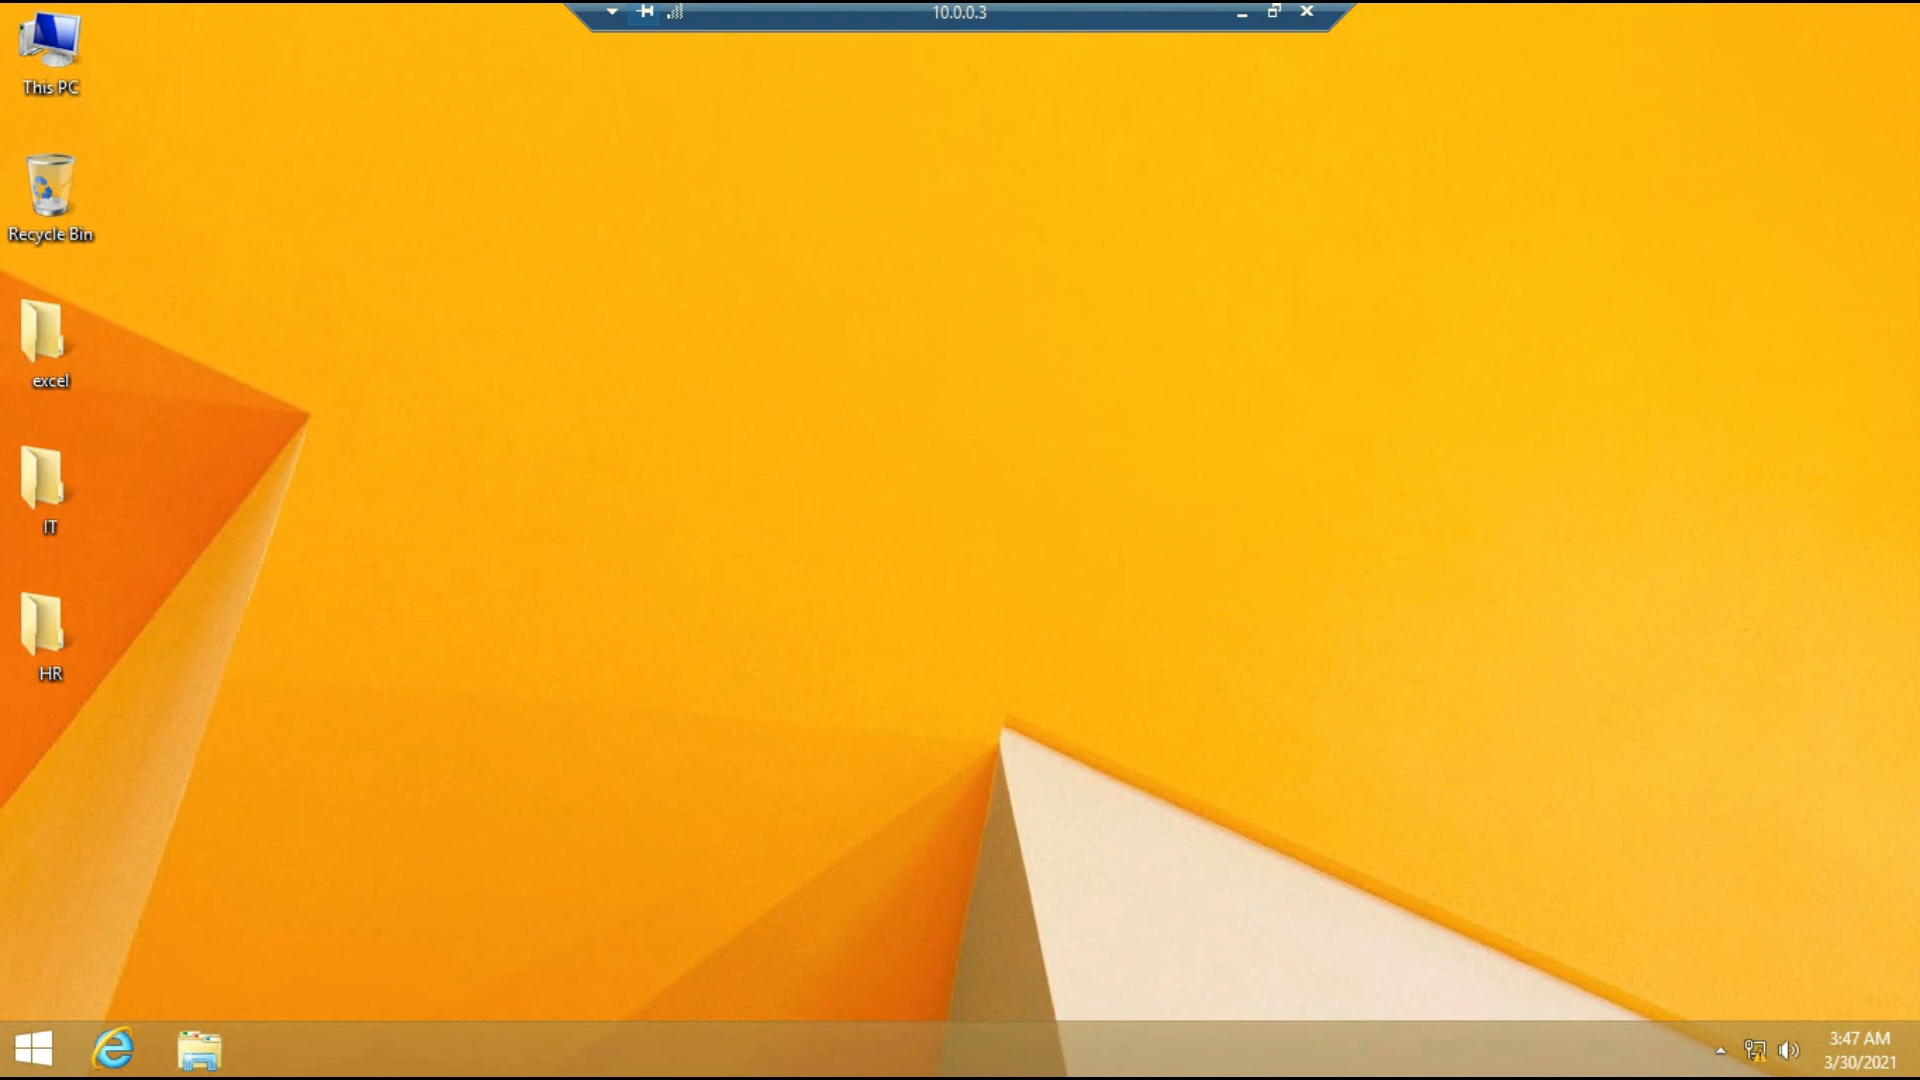 10.0.0.3
This PC
Recycle Bin
excel
IT
HR
3:47 AM
3/30/2021